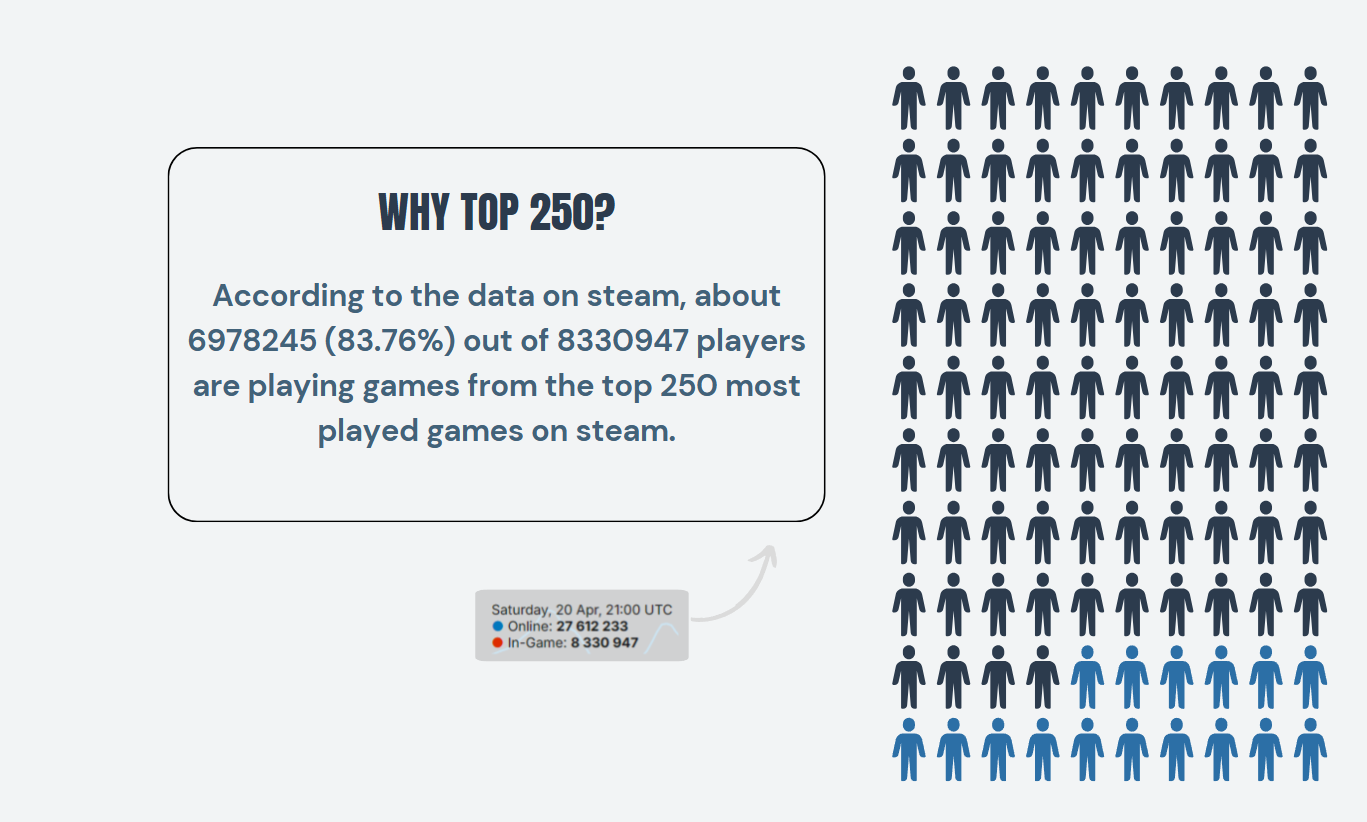 WHY TOP 250?
According to the data on steam, about
6978245 (83.76%) out of 8330947 players
are playing games from the top 250 most
played games on steam.
Saturday, 20 Apr, 21:00 UTC
Online: 27 612 233
In-Game: 8 330 947